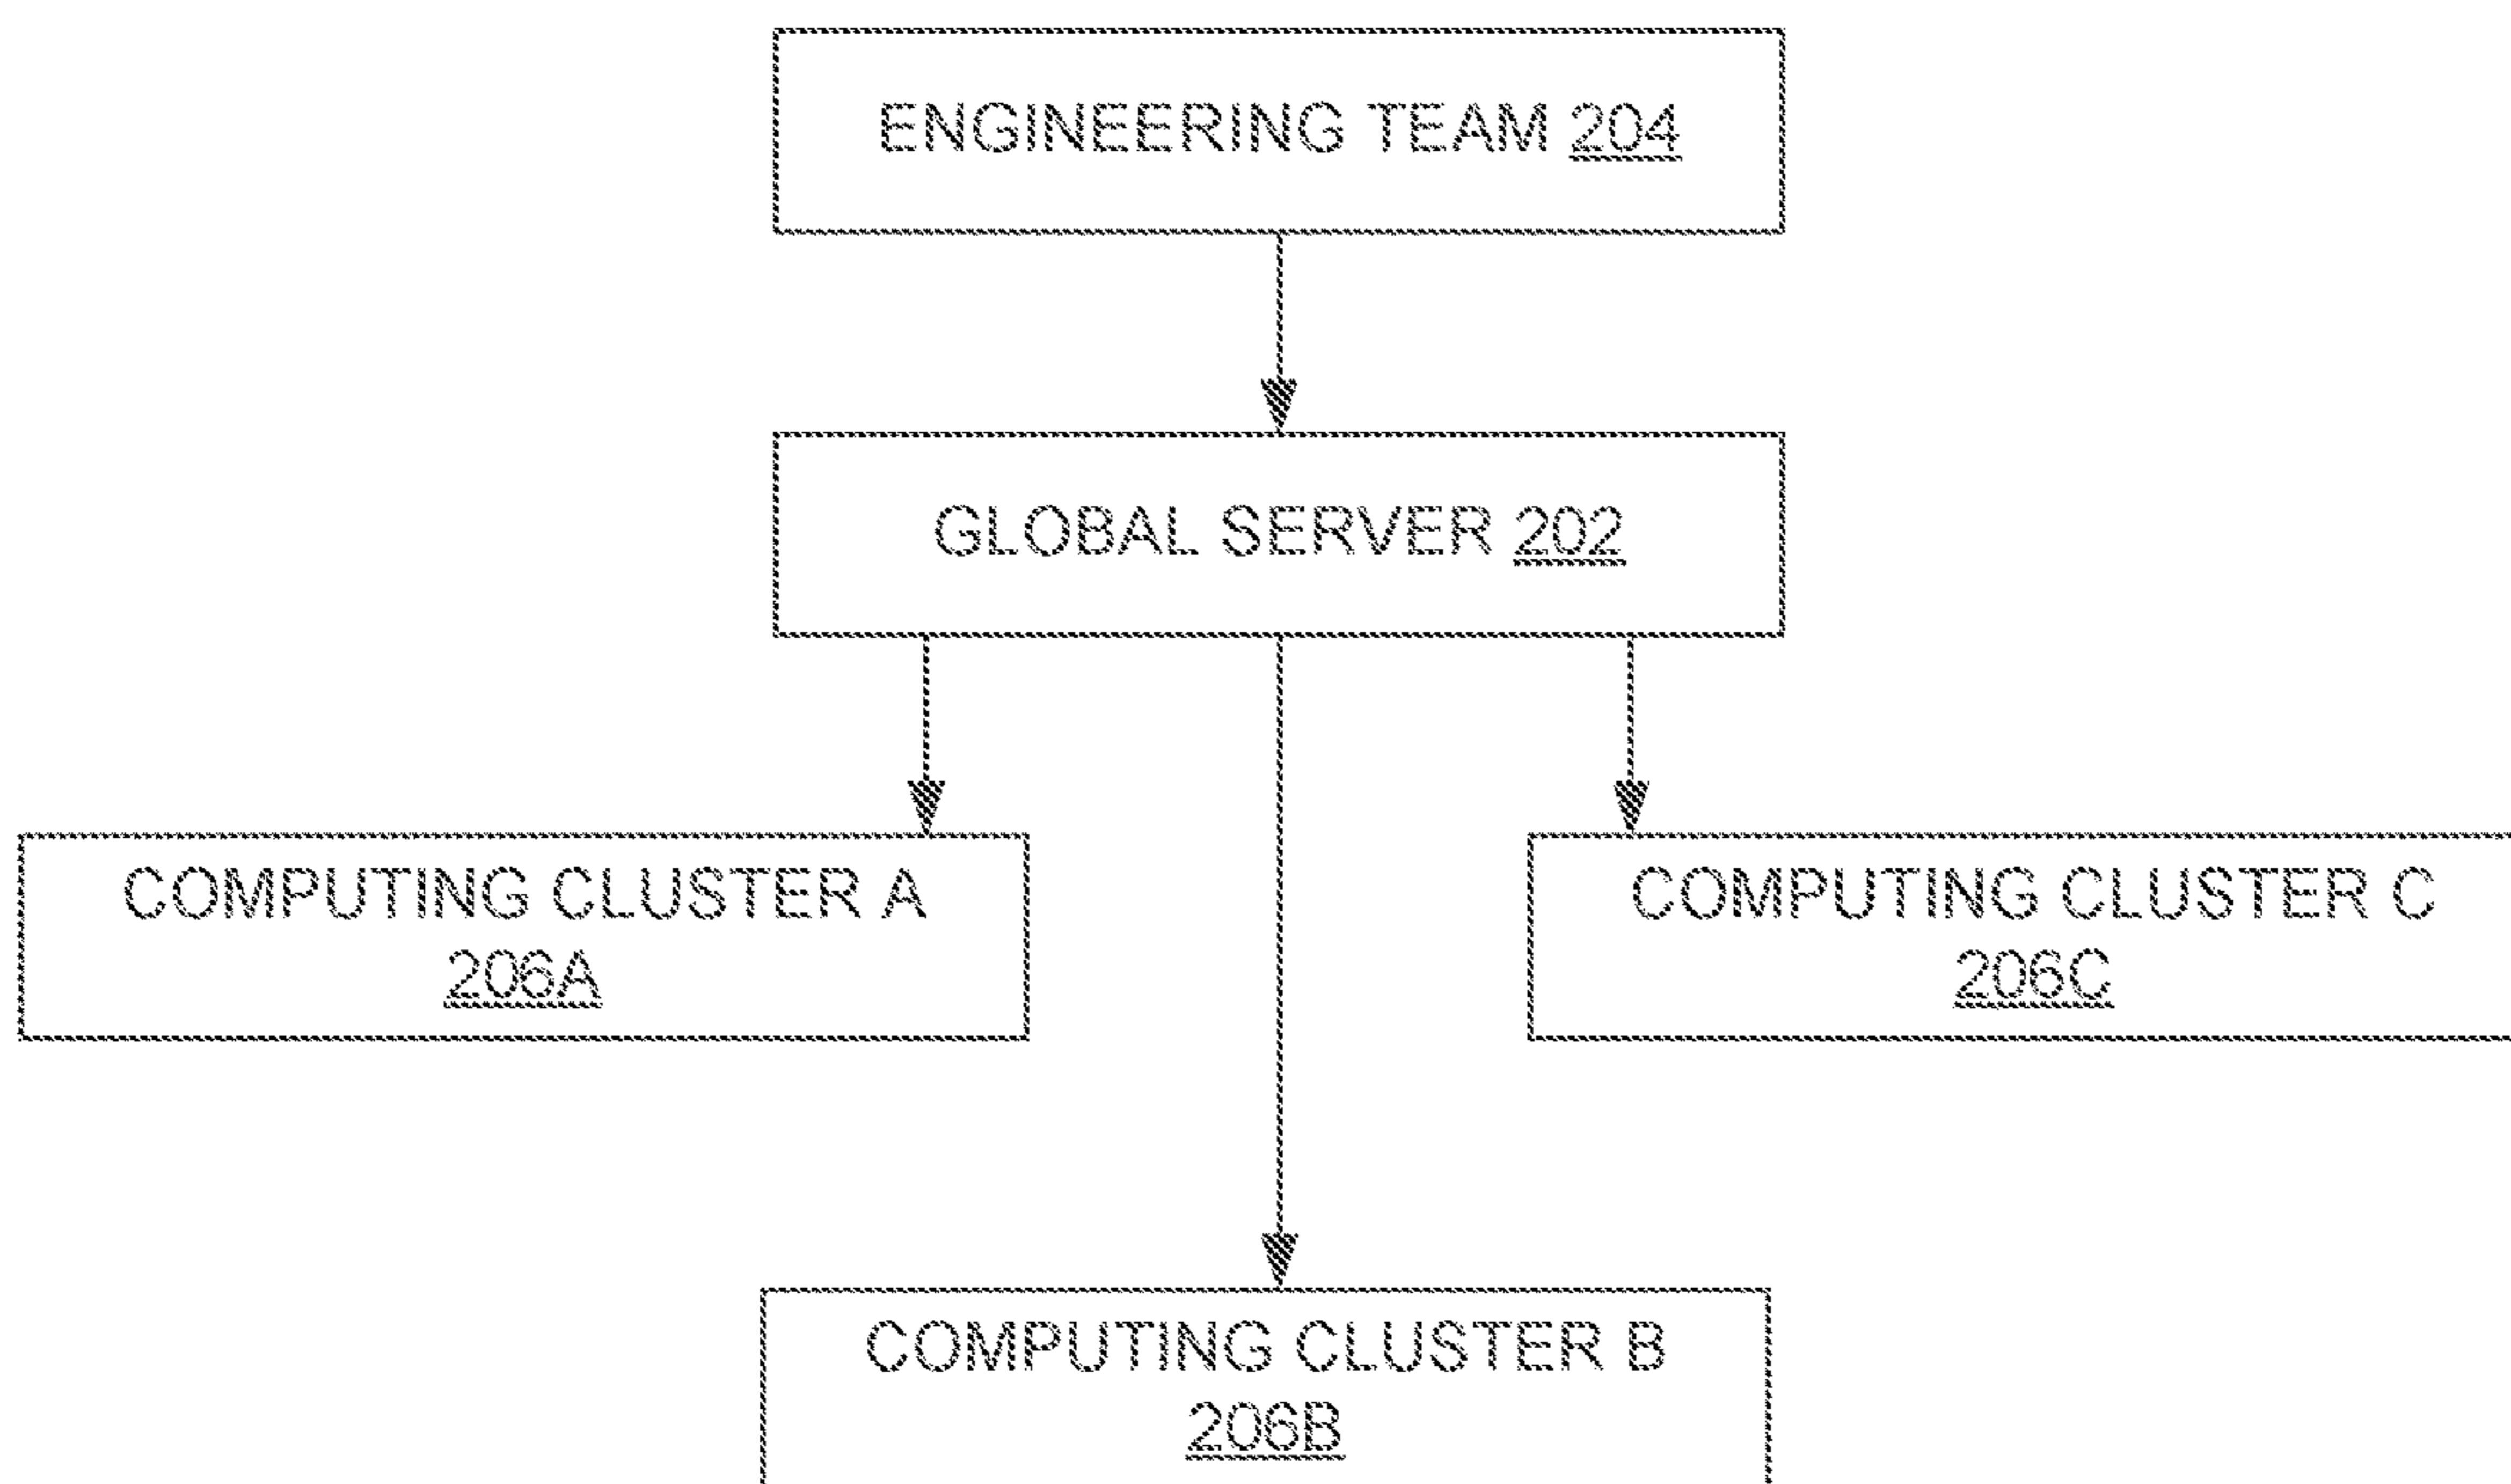 ENGINEERING TEAM 204
GLOBAL SERVER 202
COMPUTING CLUSTER A
206A
COMPUTING CLUSTER C
206C
COMPUTING CLUSTER B
206B